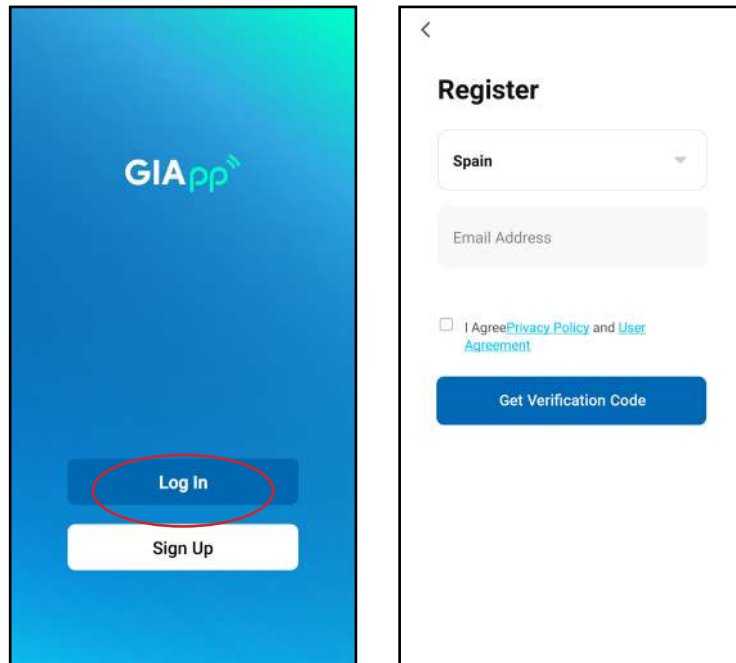 GIApp
Log In
Sign Up
Register
Spain
Email Address
I AgreePrivacy Policy and User
Agreement
Get Verification Code